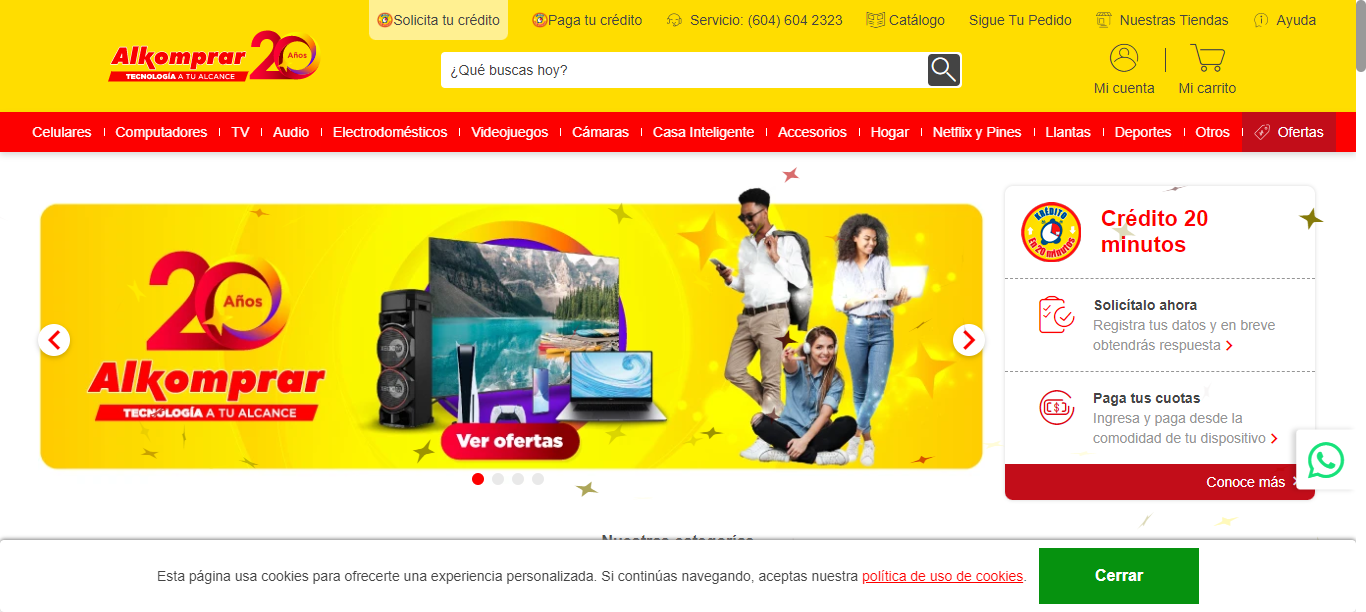 Solicita tu crédito
Paga tu crédito
Servicio: (604) 604 2323
Catálogo
Sigue Tu Pedido
Nuestras Tiendas
Ayuda
Alkomprar 20 Años
TECNOLOGÍA A TU ALCANCE
¿Qué buscas hoy?
Mi cuenta
Mi carrito
Celulares
Computadores
TV
Audio
Electrodomésticos
Videojuegos
Cámaras
Casa Inteligente
Accesorios
Hogar
Netflix y Pines
Llantas
Deportes
Otros
Ofertas
20 Años
Alkomprar
TECNOLOGÍA A TU ALCANCE
Ver ofertas
KRÉDITO
En 20 minutos
Crédito 20
minutos
Solicítalo ahora
Registra tus datos y en breve
obtendrás respuesta
Paga tus cuotas
Ingresa y paga desde la
comodidad de tu dispositivo
Conoce más
Nuestras categorías
Esta página usa cookies para ofrecerte una experiencia personalizada. Si continúas navegando, aceptas nuestra política de uso de cookies.
Cerrar